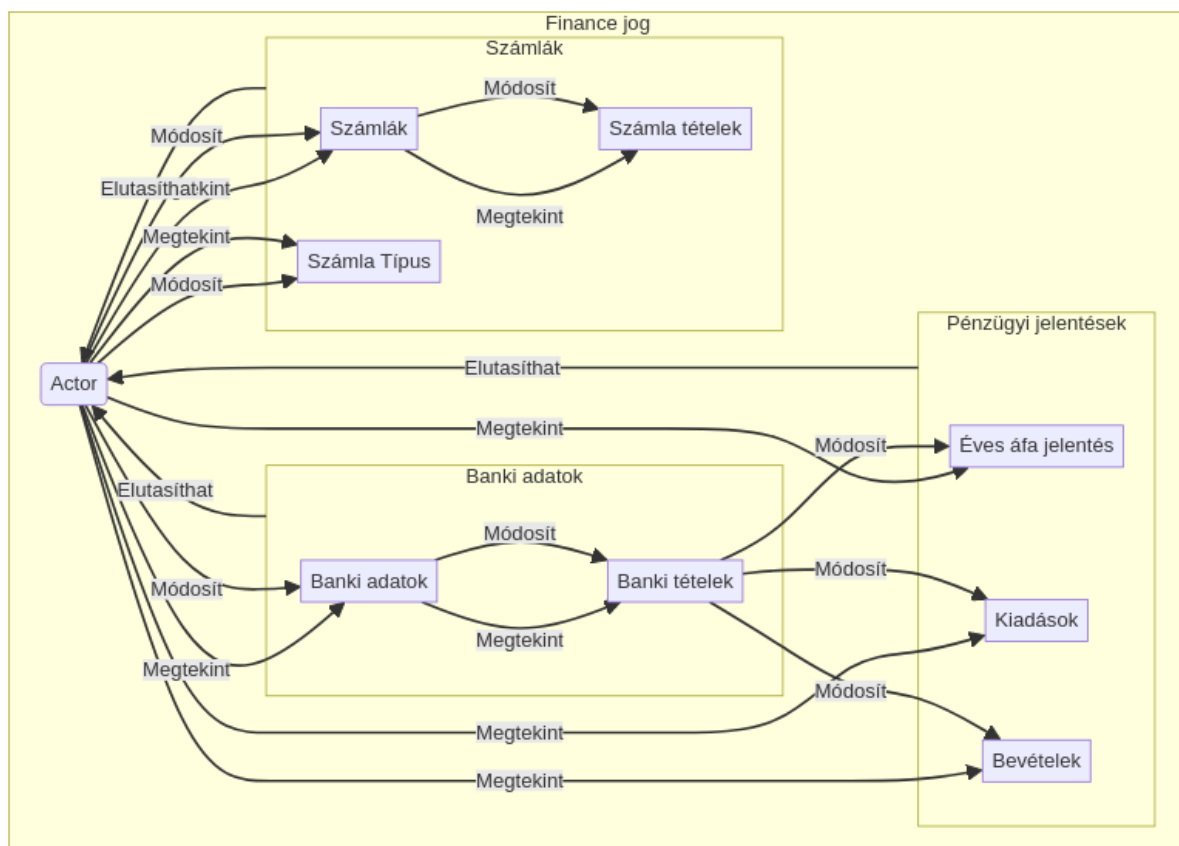 Finance jog
Számlák
Módosít
Számlák
Számla tételek
Módosít
Elutasíthat
kint
Megtekint
Megtekint
Számla Típus
Módosít
Pénzügyi jelentések
Elutasíthat
Actor
Megtekint
Módosít
Éves áfa jelentés
Banki adatok
Elutasíthat
Módosít
Banki adatok
Banki tételek
Módosít
Módosít
Kiadások
Megtekint
Megtekint
Módosít
Megtekint
Bevételek
Megtekint